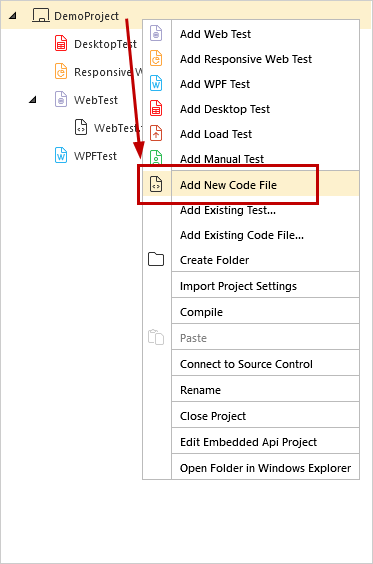 DemoProject
DesktopTest
Responsive W
WebTest
WebTest.
WPFTest
Add Web Test
Add Responsive Web Test
Add WPF Test
Add Desktop Test
Add Load Test
Add Manual Test
Add New Code File
Add Existing Test...
Add Existing Code File...
Create Folder
Import Project Settings
Compile
Paste
Connect to Source Control
Rename
Close Project
Edit Embedded Api Project
Open Folder in Windows Explorer